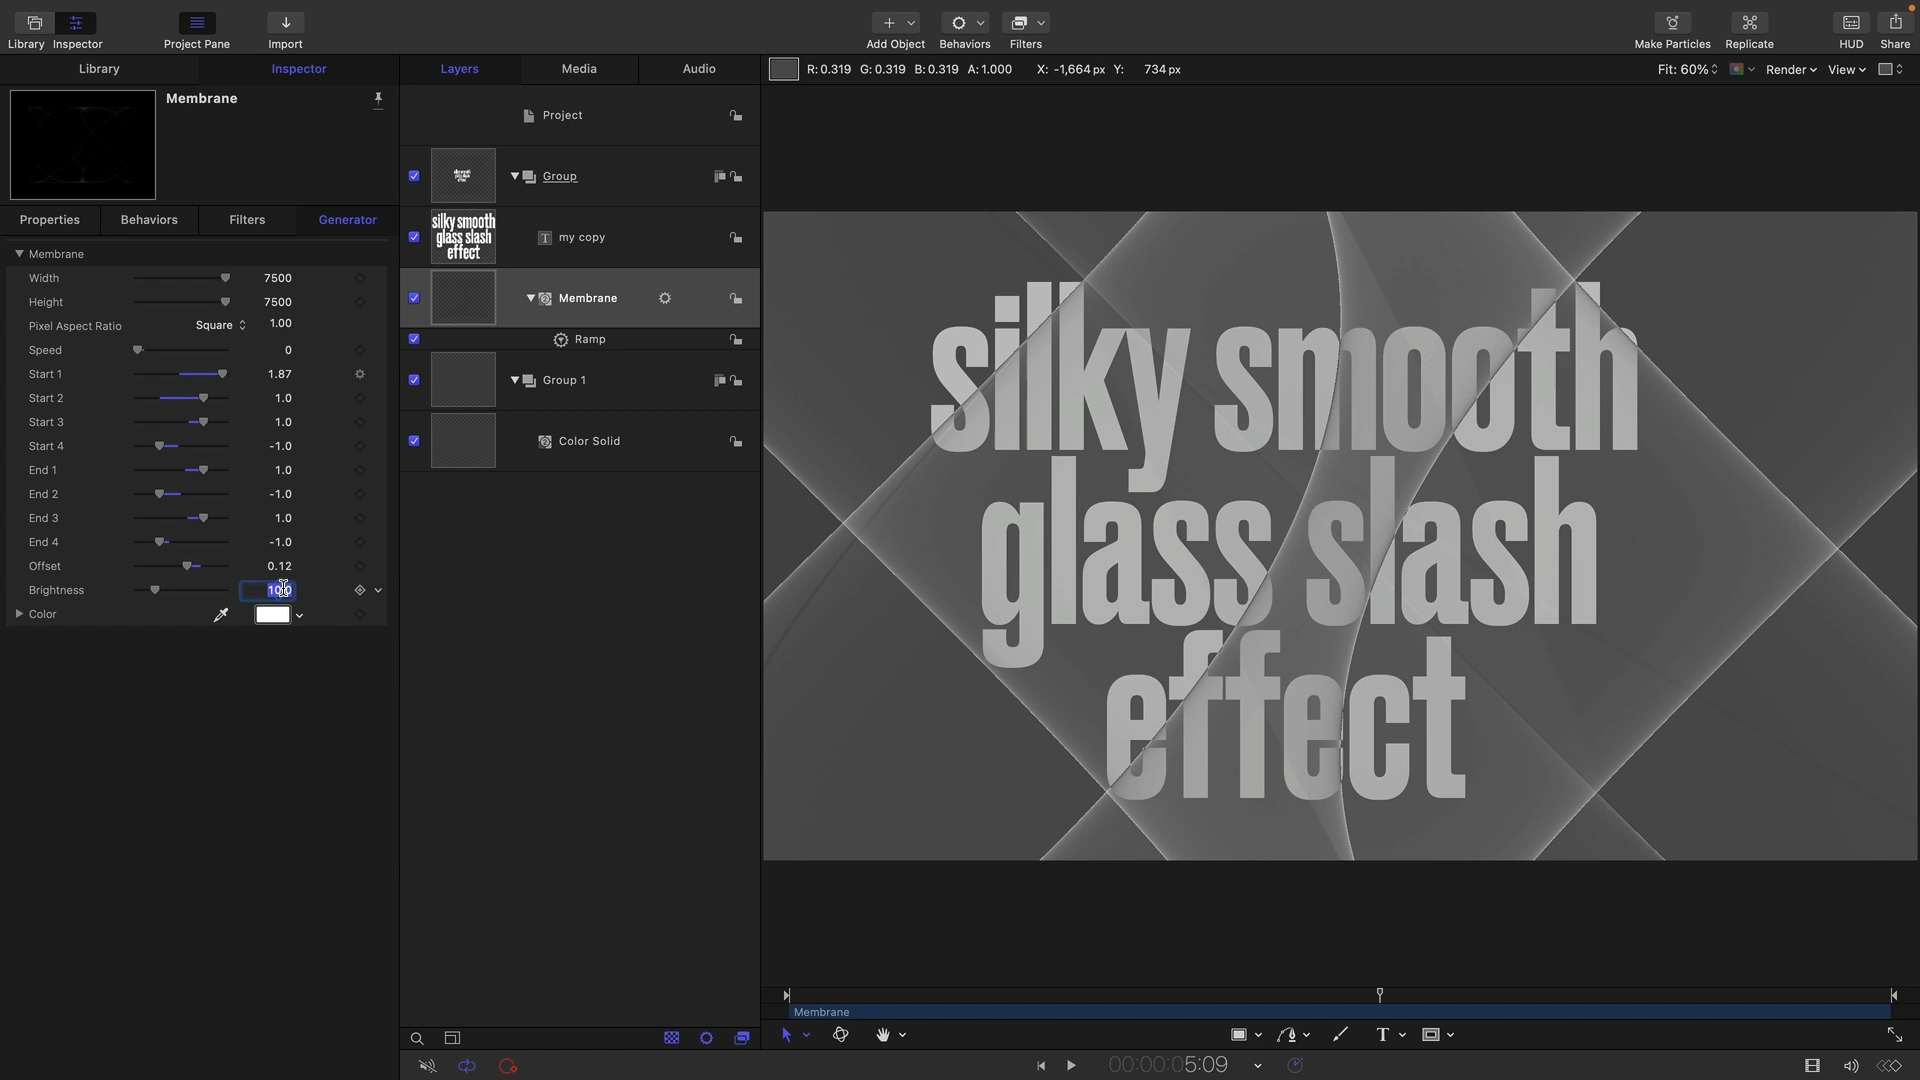 Library Inspector Project Pane Import Add Object Behaviors Filters Make Particles Replicate HUD Share
Library Inspector Layers Media Audio R:0.319 G:0.319 B:0.319 A:1.000 X: -1,664 px Y: 734 px Fit: 60% Render View
Membrane
Project
Group
Properties Behaviors Filters Generator
silky smooth
glass slash
effect
my copy
Membrane
Width 7500
Height 7500
Pixel Aspect Ratio Square 1.00
Speed 0
Start 1 1.87
Start 2 1.0
Start 3 1.0
Start 4 -1.0
End 1 1.0
End 2 -1.0
End 3 1.0
End 4 -1.0
Offset 0.12
Brightness
Color
Membrane
Ramp
Group 1
Color Solid
silky smooth
glass slash
effect
Membrane
T
00:00:05:09